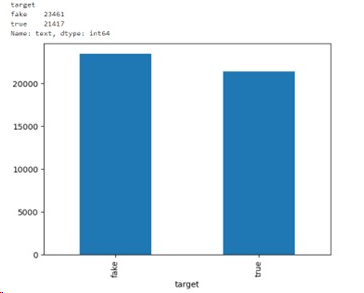 target
fake 23461
true 21417
Name: text, dtype: int64
20000
15000
10000
5000
0
fake
true
target